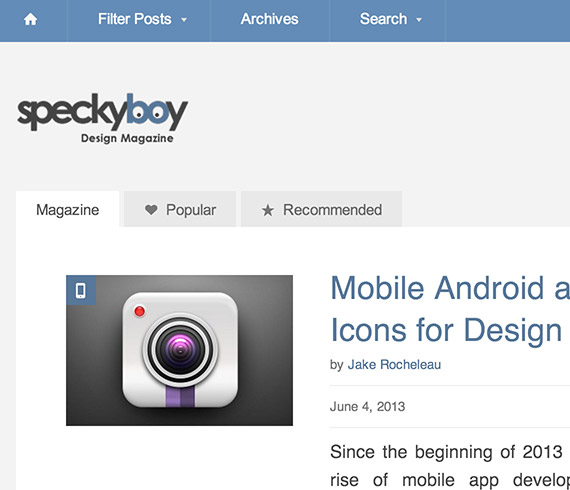 Filter Posts Archives Search
speckyboy
Design Magazine
Magazine Popular Recommended
Mobile Android a
Icons for Design
by Jake Rocheleau
June 4, 2013
Since the beginning of 2013
rise of mobile app develop